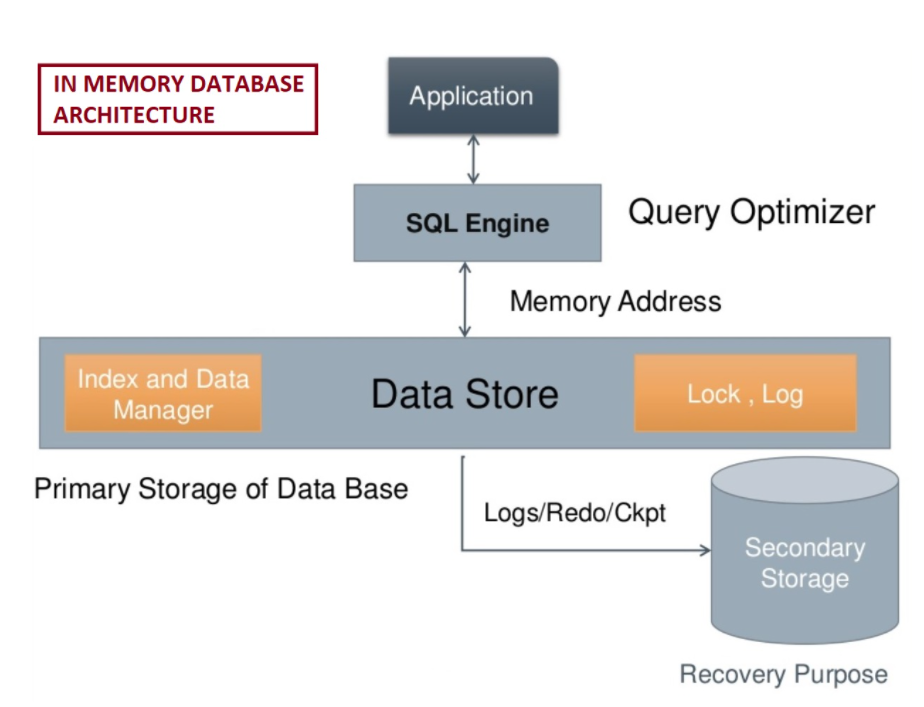 IN MEMORY DATABASE
ARCHITECTURE
Application
SQL Engine
Query Optimizer
Memory Address
Index and Data
Manager
Data Store
Lock , Log
Primary Storage of Data Base
Logs/Redo/Ckpt
Secondary
Storage
Recovery Purpose